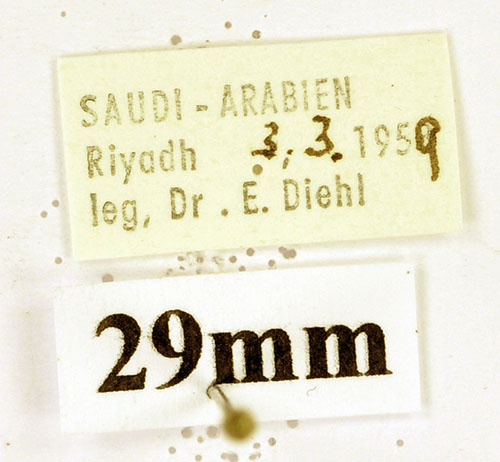 SAUDI - ARABIEN
Riyadh 3. 3. 1959
leg, Dr . E. Diehl
29mm